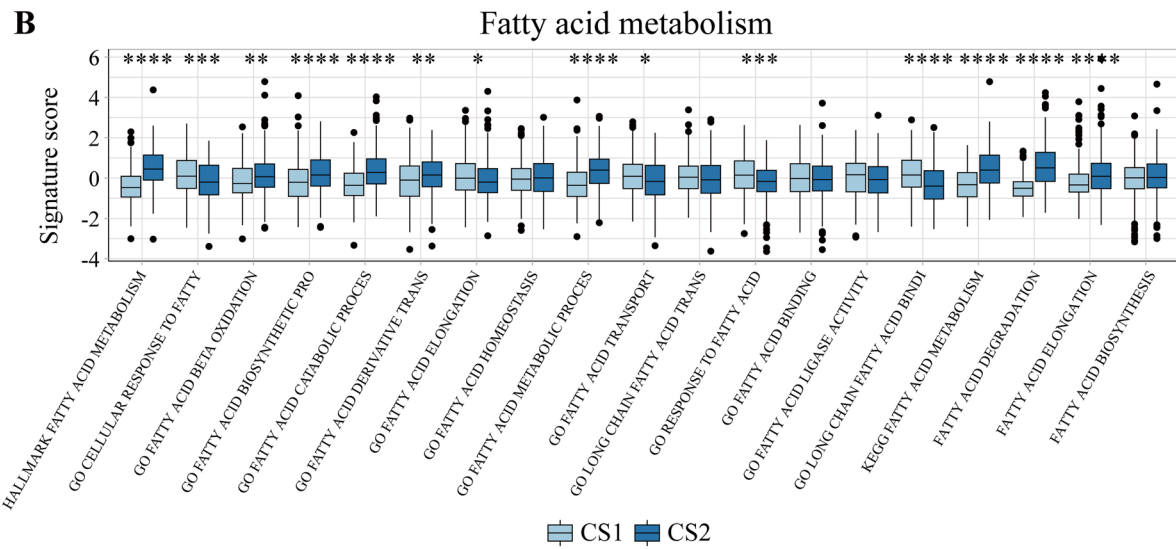 B
Fatty acid metabolism
**** *** ** **** **** ** * **** * *** **** **** **** ****
Signature score
6
4
2
0
-2
-4
HALLMARK FATTY ACID METABOLISM
GO CELLULAR RESPONSE TO FATTY
GO FATTY ACID BETA OXIDATION
GO FATTY ACID BIOSYNTHETIC PRO
GO FATTY ACID CATABOLIC PROCES
GO FATTY ACID DERIVATIVE TRANS
GO FATTY ACID ELONGATION
GO FATTY ACID HOMEOSTASIS
GO FATTY ACID METABOLIC PROCES
GO FATTY ACID TRANSPORT
GO LONG CHAIN FATTY ACID TRANS
GO RESPONSE TO FATTY ACID
GO FATTY ACID BINDING
GO FATTY ACID LIGASE ACTIVITY
GO LONG CHAIN FATTY ACID BINDI
KEGG FATTY ACID METABOLISM
FATTY ACID DEGRADATION
FATTY ACID ELONGATION
FATTY ACID BIOSYNTHESIS
CS1 CS2